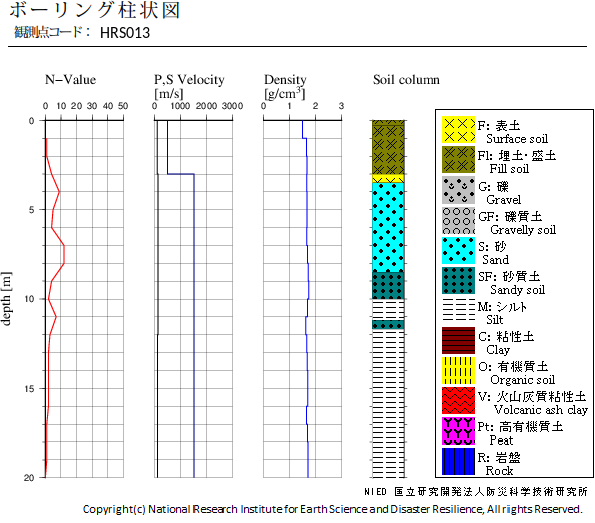 ボーリング柱状図
観測点コード： HRS013
N-Value P,S Velocity Density Soil column
[m/s] [g/cm³]
0 10 20 30 40 50 0 1000 2000 3000 0 1 2 3
0
5
10
15
20
depth [m]
F: 表土
Surface soil
Fl: 埋土・盛土
Fill soil
G: 礫
Gravel
GF: 礫質土
Gravelly soil
S: 砂
Sand
SF: 砂質土
Sandy soil
M: シルト
Silt
C: 粘性土
Clay
O: 有機質土
Organic soil
V: 火山灰質粘性土
Volcanic ash clay
Pt: 高有機質土
Peat
R: 岩盤
Rock
NIED 国立研究開発法人防災科学技術研究所
Copyright(c) National Research Institute for Earth Science and Disaster Resilience, All rights Reserved.